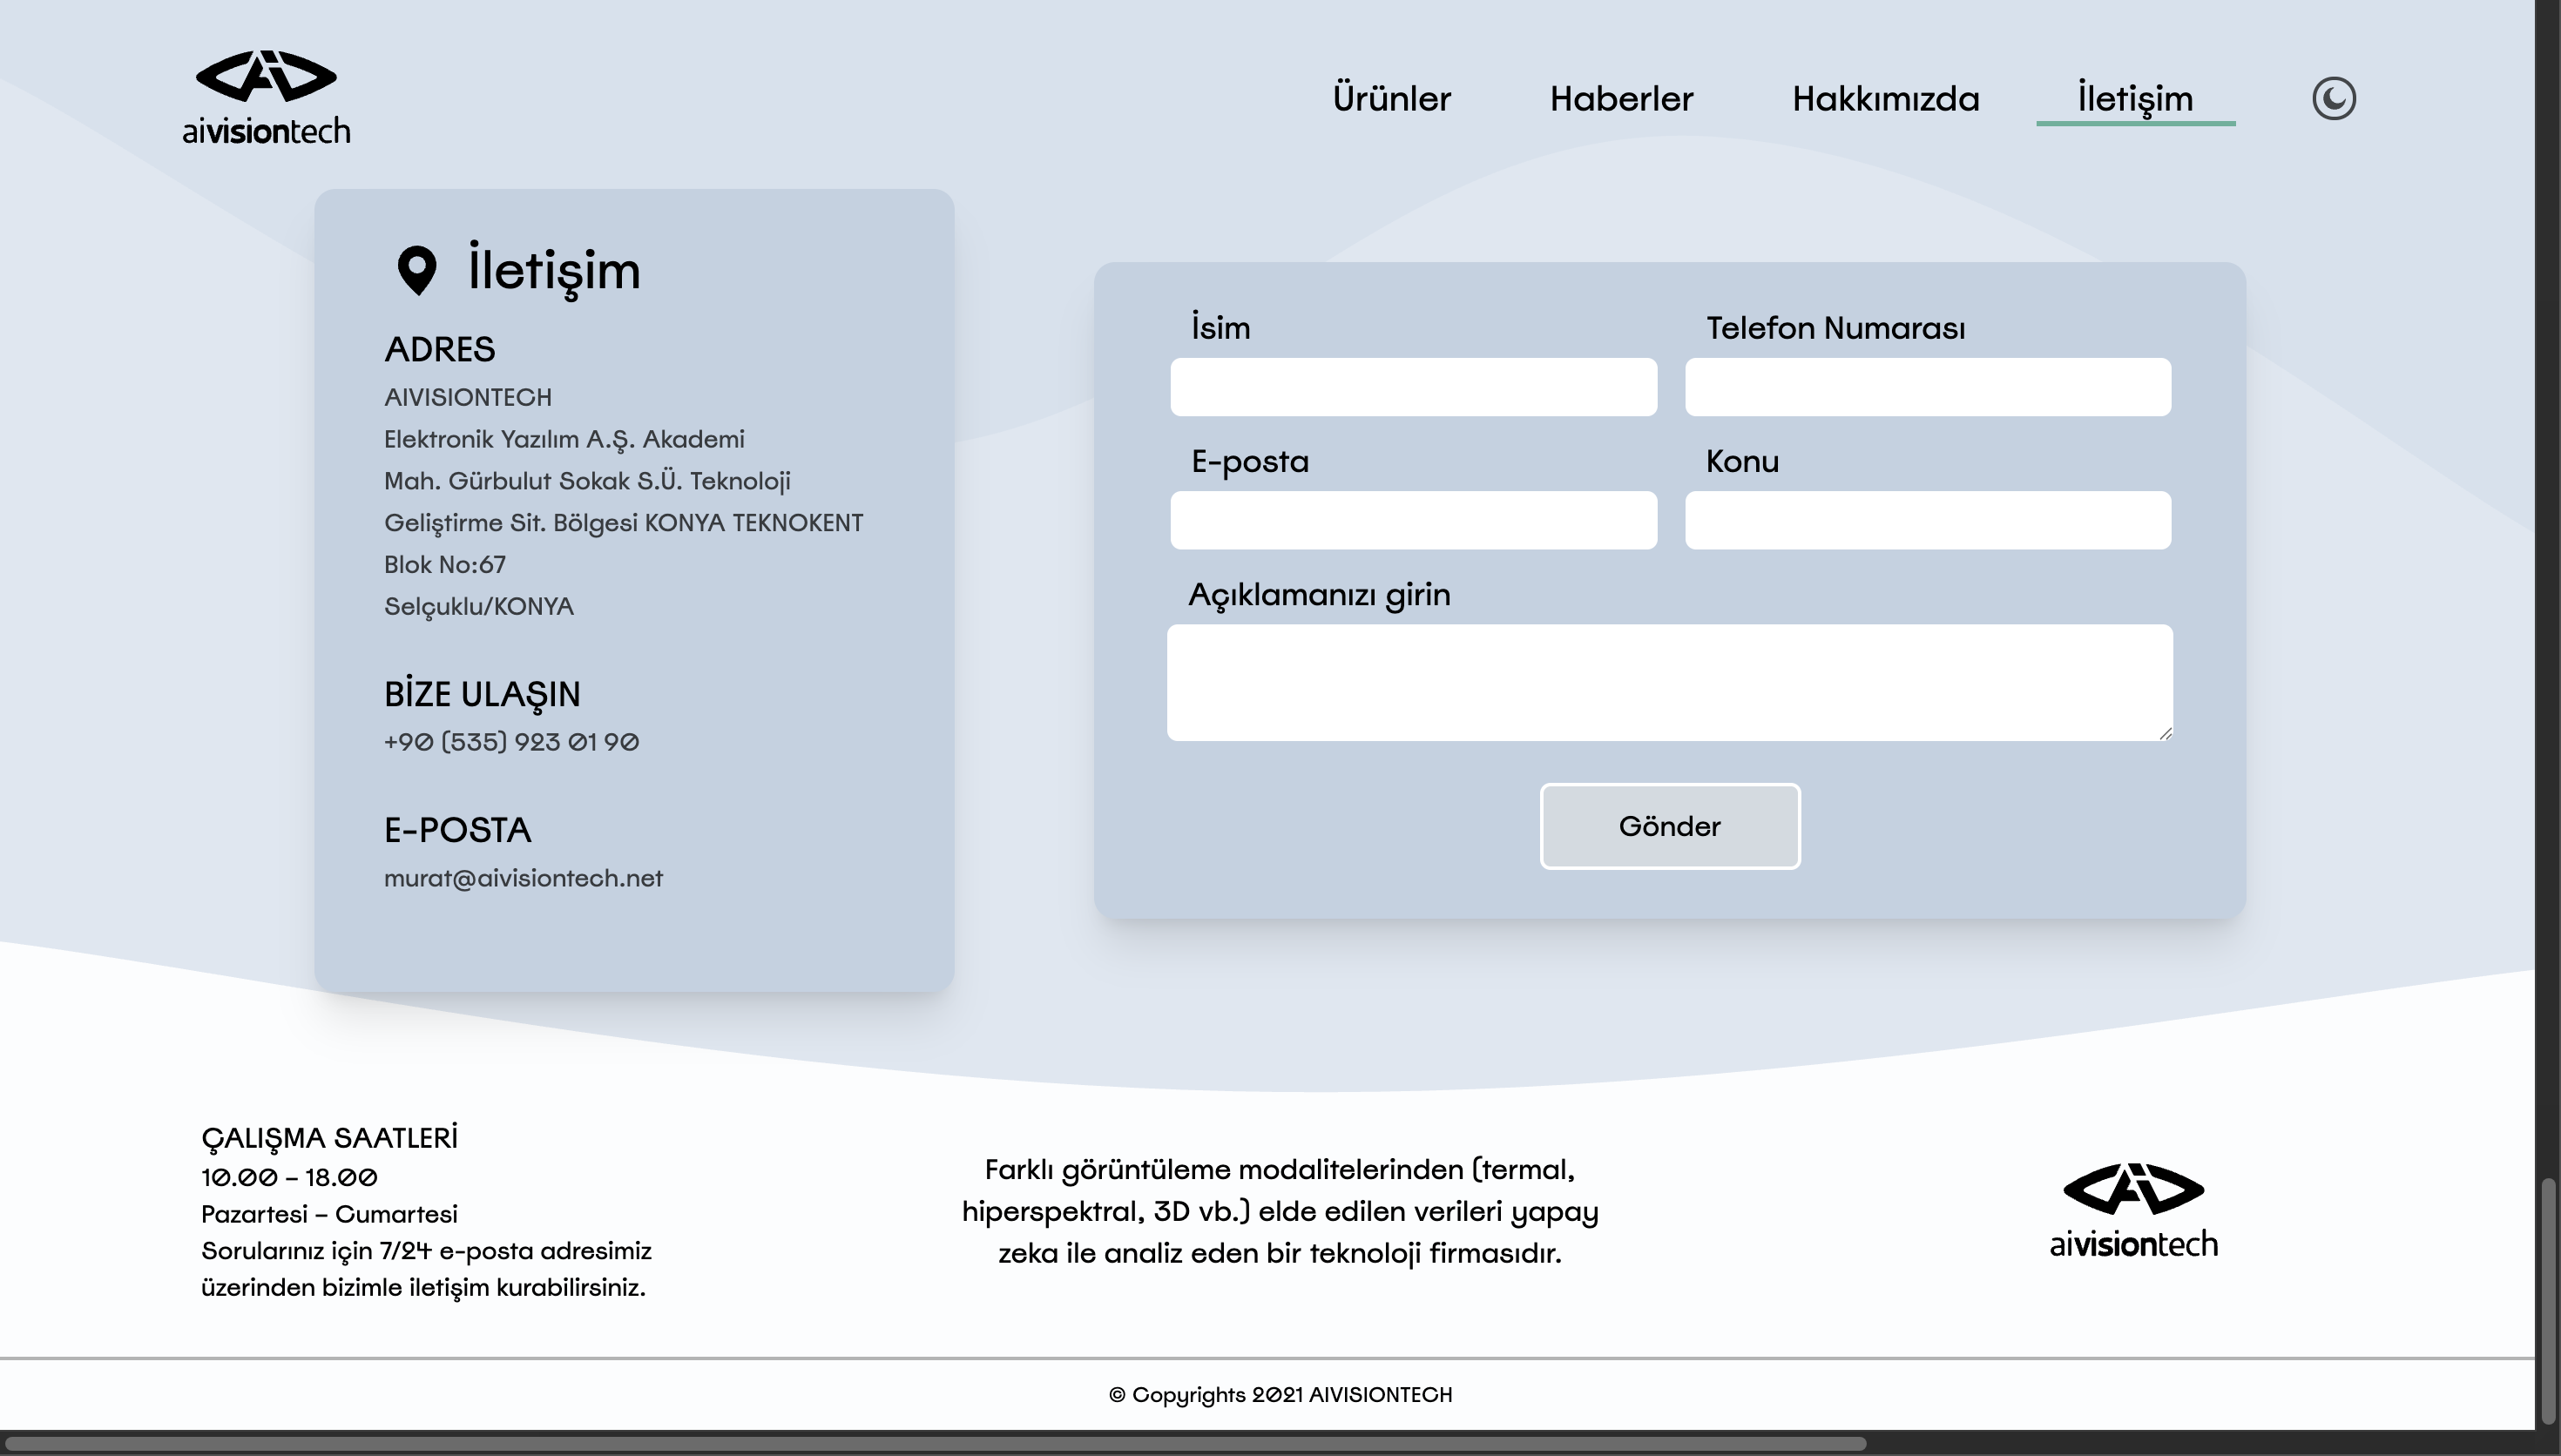 aivisiontech
Ürünler
Haberler
Hakkımızda
İletişim
İletişim
ADRES
AIVISIONTECH
Elektronik Yazılım A.Ş. Akademi
Mah. Gürbulut Sokak S.Ü. Teknoloji
Geliştirme Sit. Bölgesi KONYA TEKNOKENT
Blok No:67
Selçuklu/KONYA
BİZE ULAŞIN
+90 (535) 923 01 90
E-POSTA
murat@aivisiontech.net
İsim
Telefon Numarası
E-posta
Konu
Açıklamanızı girin
Gönder
ÇALIŞMA SAATLERİ
10.00 - 18.00
Pazartesi - Cumartesi
Sorularınız için 7/24 e-posta adresimiz
üzerinden bizimle iletişim kurabilirsiniz.
Farklı görüntüleme modalitelerinden (termal,
hiperspektral, 3D vb.) elde edilen verileri yapay
zeka ile analiz eden bir teknoloji firmasıdır.
aivisiontech
© Copyrights 2021 AIVISIONTECH